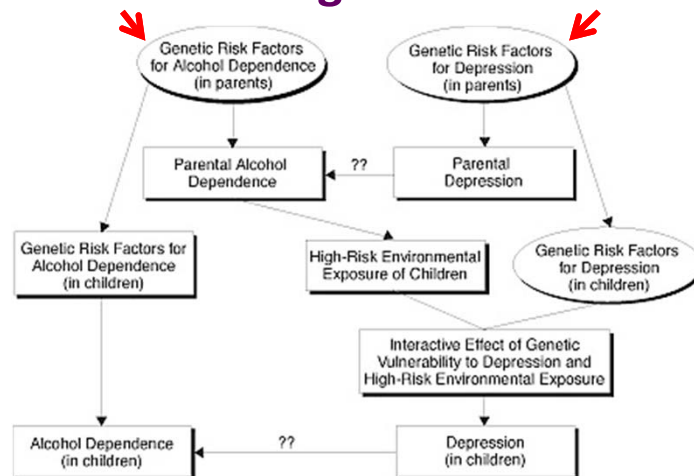 Genetic Risk Factors
for Alcohol Dependence
(in parents)
Genetic Risk Factors
for Depression
(in parents)
Parental Alcohol
Dependence
??
Parental
Depression
Genetic Risk Factors for
Alcohol Dependence
(in children)
High-Risk Environmental
Exposure of Children
Genetic Risk Factors
for Depression
(in children)
Interactive Effect of Genetic
Vulnerability to Depression and
High-Risk Environmental Exposure
Alcohol Dependence
(in children)
??
Depression
(in children)